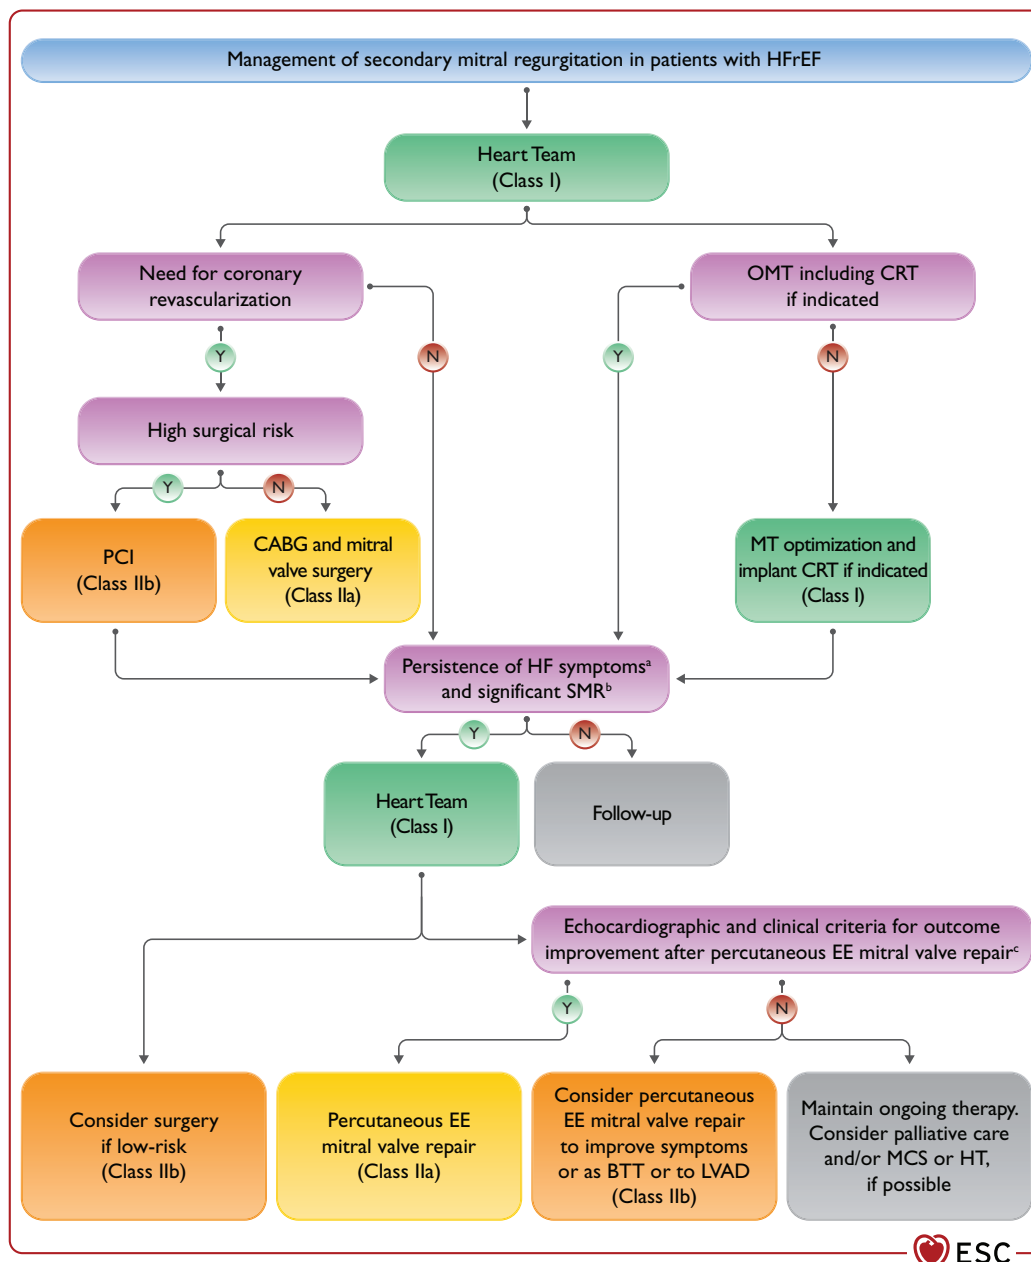 Management of secondary mitral regurgitation in patients with HFrEF
Heart Team
(Class I)
Need for coronary
revascularization
OMT including CRT
if indicated
Y
N
Y
N
High surgical risk
Y
N
PCI
(Class IIb)
CABG and mitral
valve surgery
(Class IIa)
MT optimization and
implant CRT if indicated
(Class I)
Persistence of HF symptomsᵃ
and significant SMRᵇ
Y
N
Heart Team
(Class I)
Follow-up
Echocardiographic and clinical criteria for outcome
improvement after percutaneous EE mitral valve repairᶜ
Y
N
Consider surgery
if low-risk
(Class IIb)
Percutaneous EE
mitral valve repair
(Class IIa)
Consider percutaneous
EE mitral valve repair
to improve symptoms
or as BTT or to LVAD
(Class IIb)
Maintain ongoing therapy.
Consider palliative care
and/or MCS or HT,
if possible
ESC